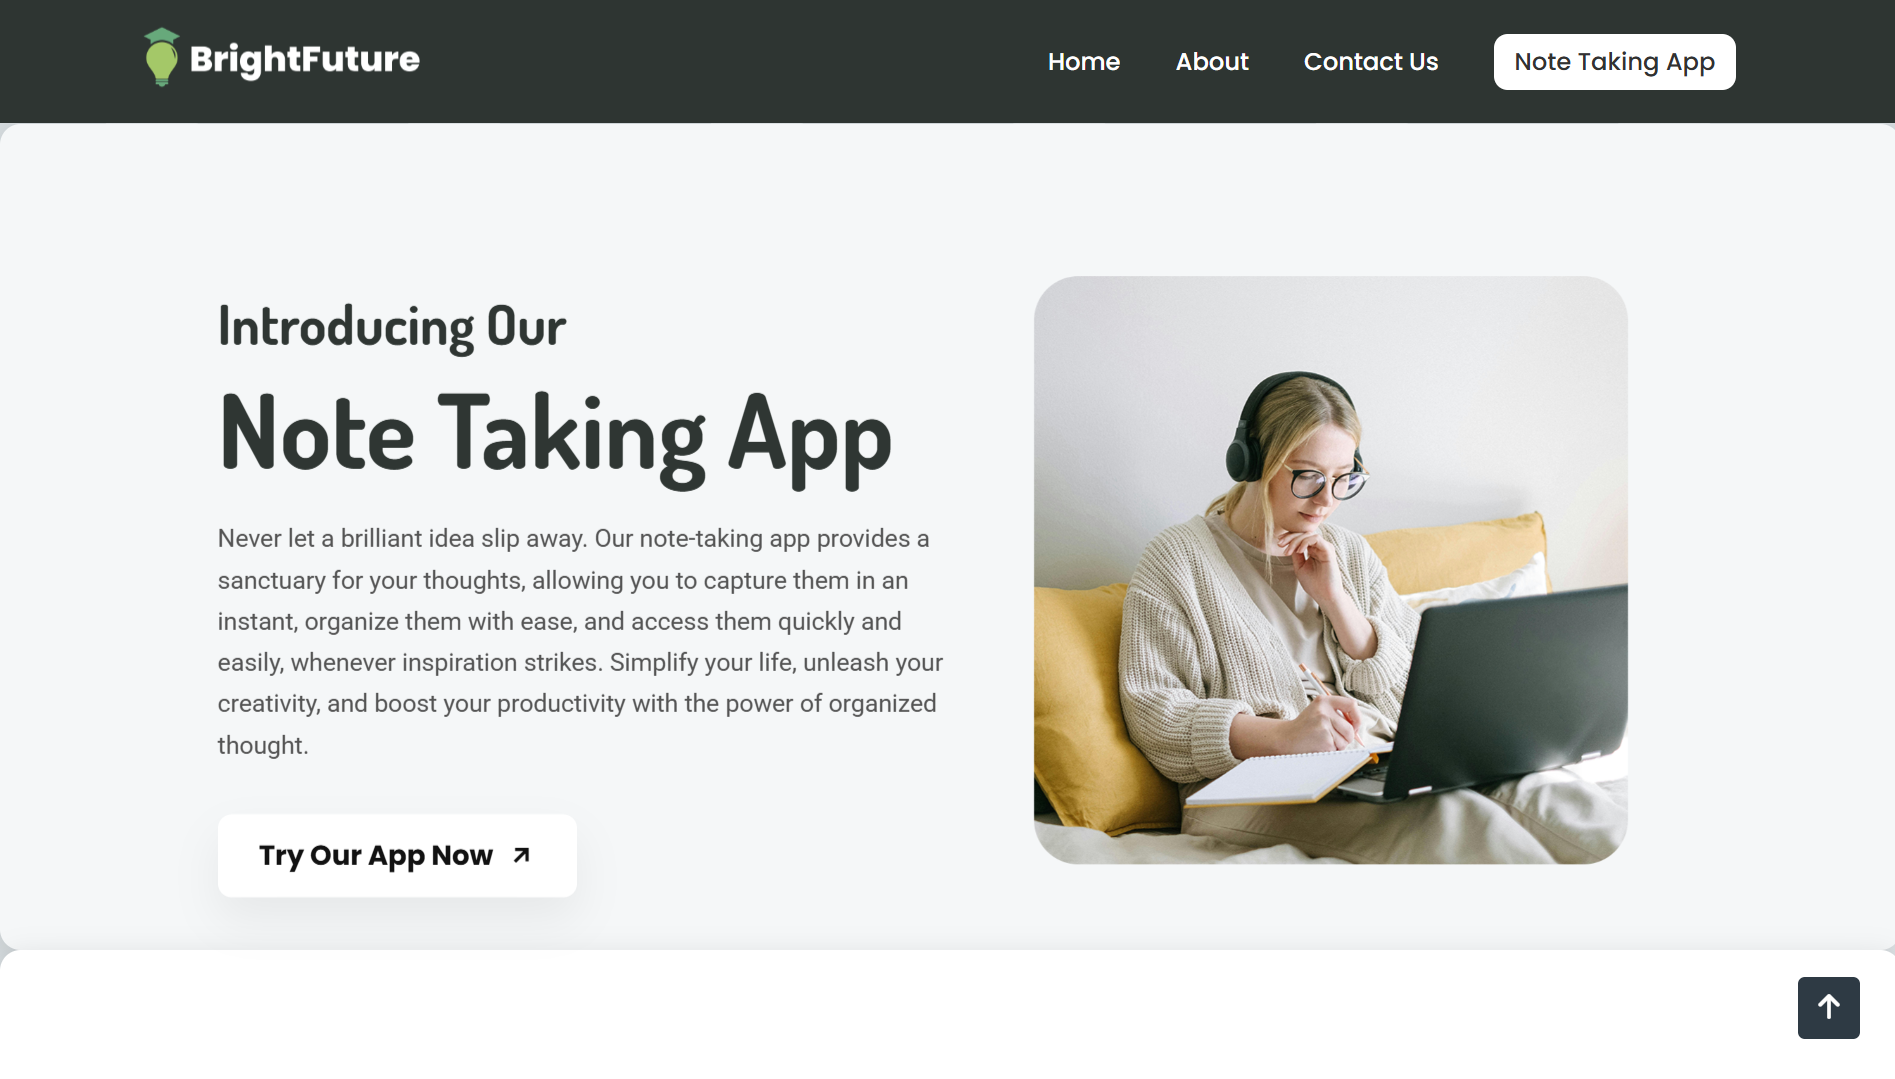 BrightFuture
Home
About
Contact Us
Note Taking App
Introducing Our
Note Taking App
Never let a brilliant idea slip away. Our note-taking app provides a
sanctuary for your thoughts, allowing you to capture them in an
instant, organize them with ease, and access them quickly and
easily, whenever inspiration strikes. Simplify your life, unleash your
creativity, and boost your productivity with the power of organized
thought.
Try Our App Now